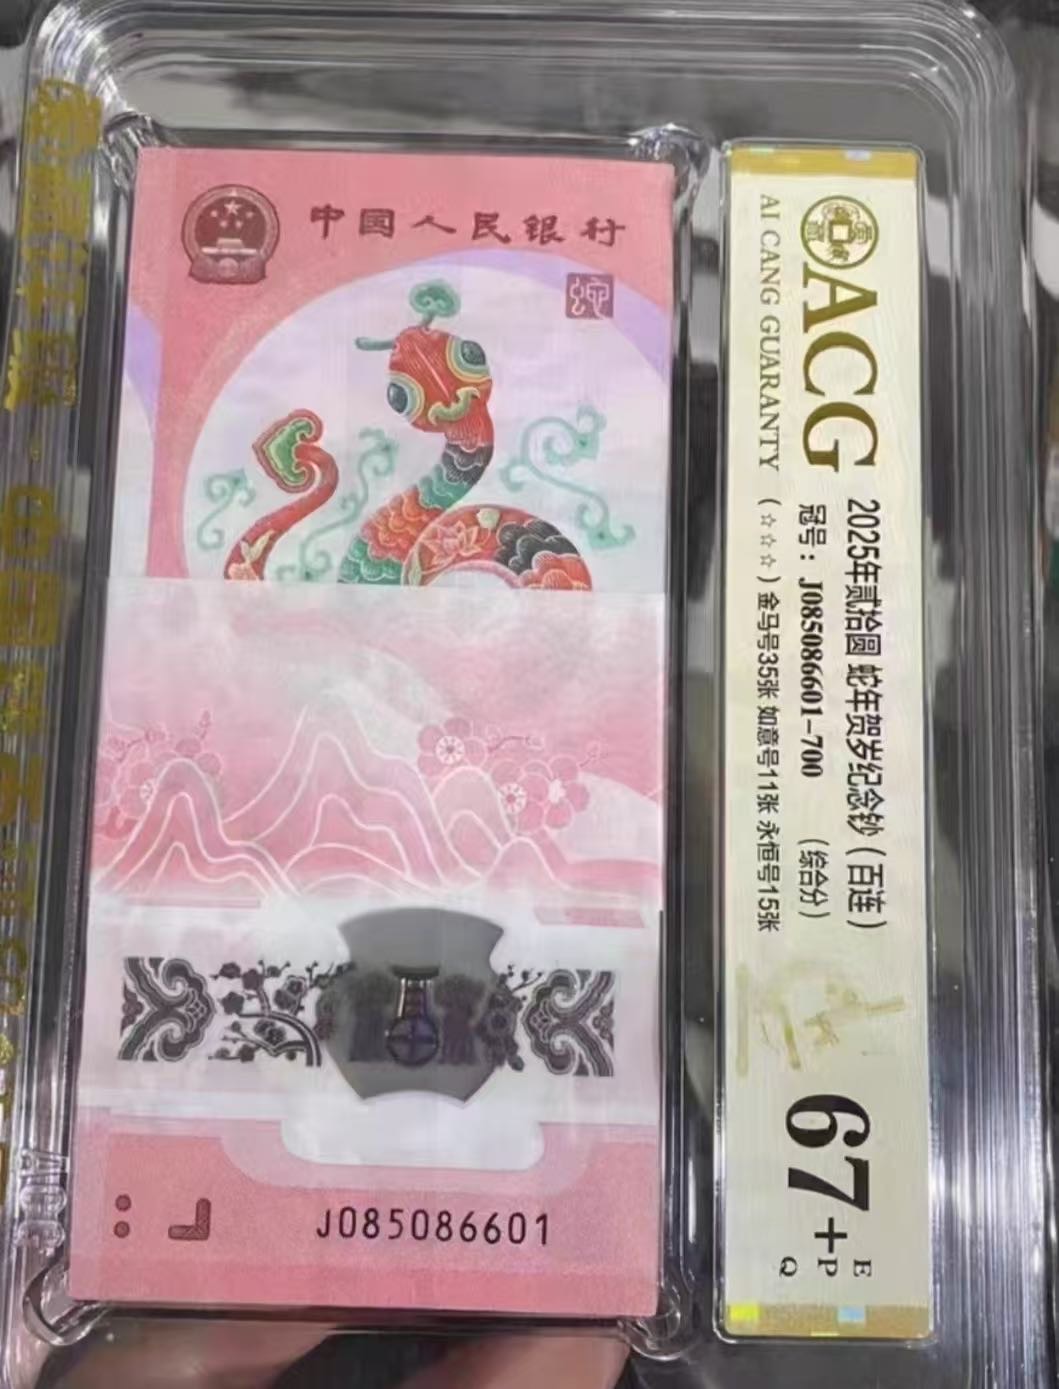 中国人民银行
蛇
J085086601
ACG
AI CANG GUARANTY
2025年贰拾圆 蛇年贺岁纪念钞（百连）
冠号：J085086601-700 （综合分）
（☆☆☆）金马号35张 如意号11张 永恒号15张
67+
E
P
Q